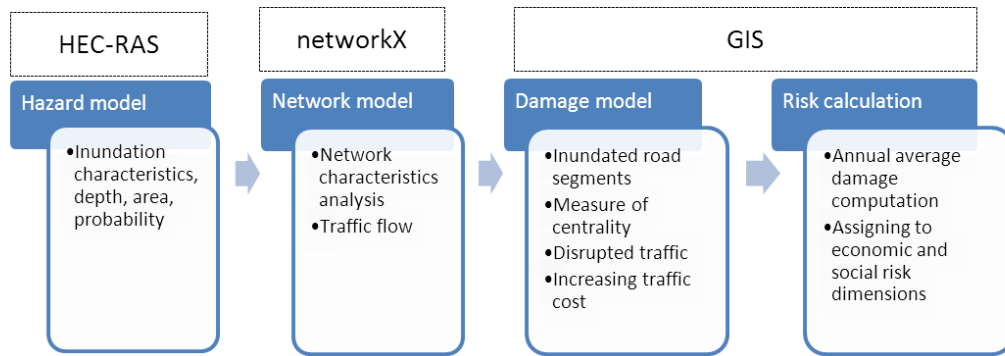 HEC-RAS
networkX
GIS
Hazard model
•Inundation
characteristics,
depth, area,
probability
Network model
•Network
characteristics
analysis
•Traffic flow
Damage model
•Inundated road
segments
•Measure of
centrality
•Disrupted traffic
•Increasing traffic
cost
Risk calculation
•Annual average
damage
computation
•Assigning to
economic and
social risk
dimensions